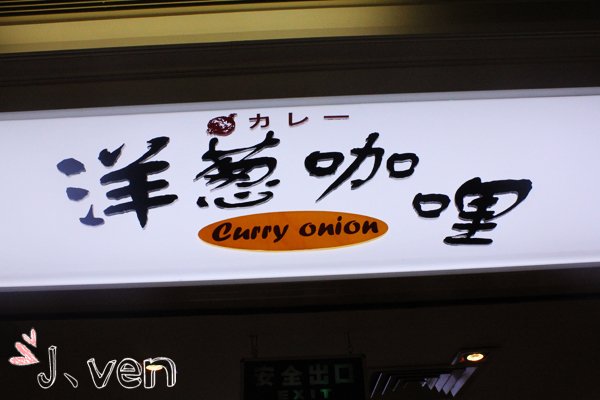 カレー
洋葱咖哩
Curry onion
安全出口
EXIT
J、ven